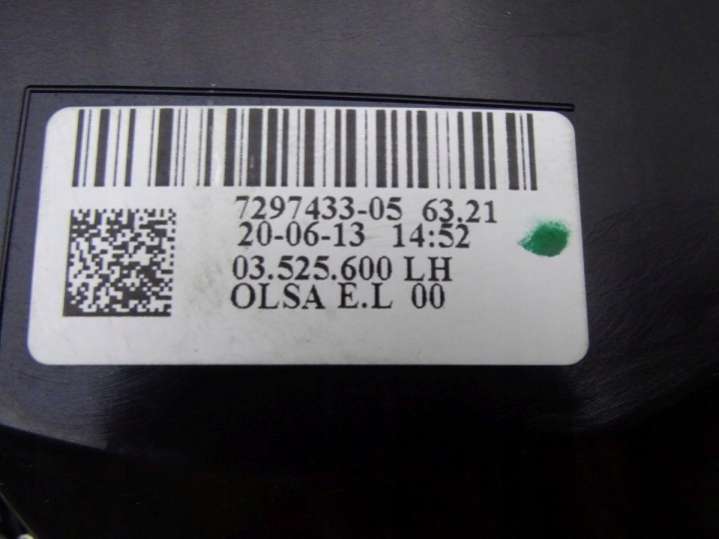 7297433-05 63.21
20-06-13 14:52
03.525.600 LH
OLSA E.L 00